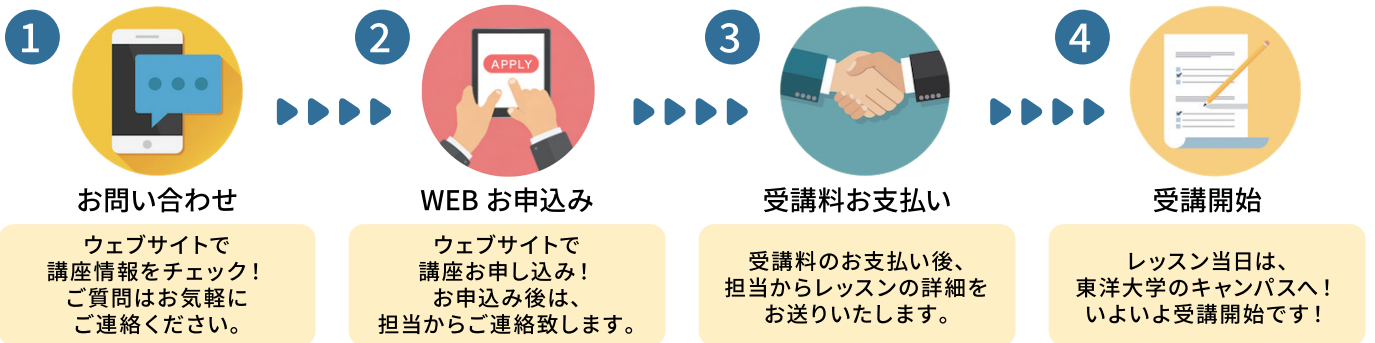 1
お問い合わせ
ウェブサイトで
講座情報をチェック！
ご質問はお気軽に
ご連絡ください。
2
APPLY
WEB お申込み
ウェブサイトで
講座お申し込み！
お申込み後は、
担当からご連絡致します。
3
受講料お支払い
受講料のお支払い後、
担当からレッスンの詳細を
お送りいたします。
4
受講開始
レッスン当日は、
東洋大学のキャンパスへ！
いよいよ受講開始です！